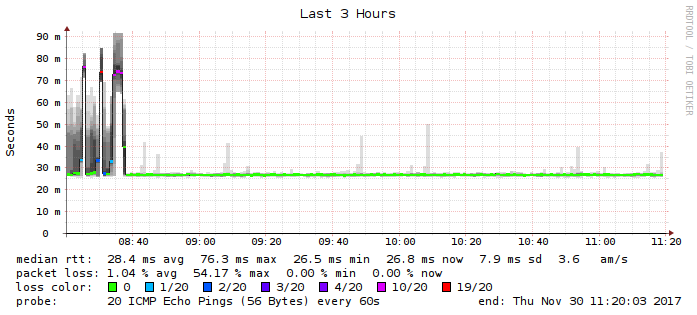 Last 3 Hours
RRDTOOL / TOBI OETIKER
Seconds
90 m
80 m
70 m
60 m
50 m
40 m
30 m
20 m
10 m
0
08:40 09:00 09:20 09:40 10:00 10:20 10:40 11:00 11:20
median rtt: 28.4 ms avg 76.3 ms max 26.5 ms min 26.8 ms now 7.9 ms sd 3.6 am/s
packet loss: 1.04 % avg 54.17 % max 0.00 % min 0.00 % now
loss color: 0 1/20 2/20 3/20 4/20 10/20 19/20
probe: 20 ICMP Echo Pings (56 Bytes) every 60s end: Thu Nov 30 11:20:03 2017